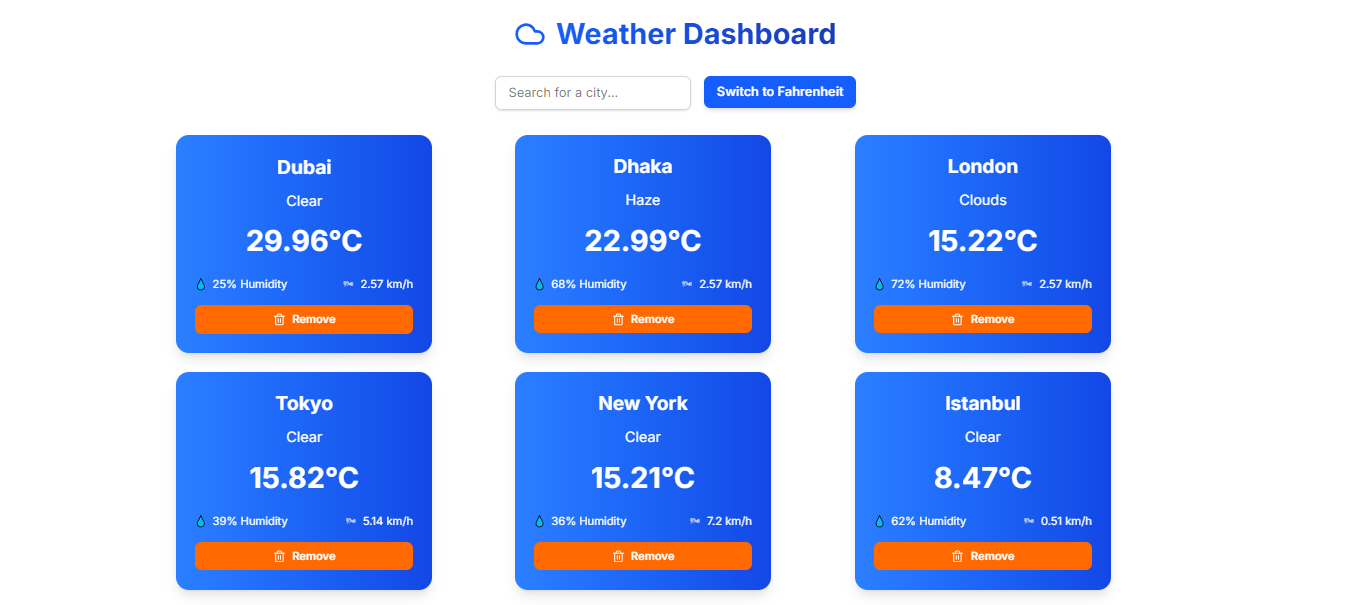 Weather Dashboard
Search for a city...
Switch to Fahrenheit
Dubai
Clear
29.96°C
25% Humidity
2.57 km/h
Remove
Dhaka
Haze
22.99°C
68% Humidity
2.57 km/h
Remove
London
Clouds
15.22°C
72% Humidity
2.57 km/h
Remove
Tokyo
Clear
15.82°C
39% Humidity
5.14 km/h
Remove
New York
Clear
15.21°C
36% Humidity
7.2 km/h
Remove
Istanbul
Clear
8.47°C
62% Humidity
0.51 km/h
Remove